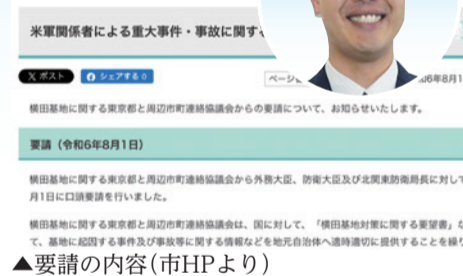 米軍関係者による重大事件・事故に関す
ポスト シェアする 0
ページ
6年8月1
横田基地に関する東京都と周辺市町連絡協議会からの要請について、お知らせいたします。
要請（令和6年8月1日）
横田基地に関する東京都と周辺市町連絡協議会から外務大臣、防衛大臣及び北関東防衛局長に対して
月1日に口頭要請を行いました。
横田基地に関する東京都と周辺市町連絡協議会は、国に対して、「横田基地対策に関する要望書」な
て、基地に起因する事件及び事故等に関する情報などを地元自治体へ適時適切に提供することを繰り
▲要請の内容(市HPより)